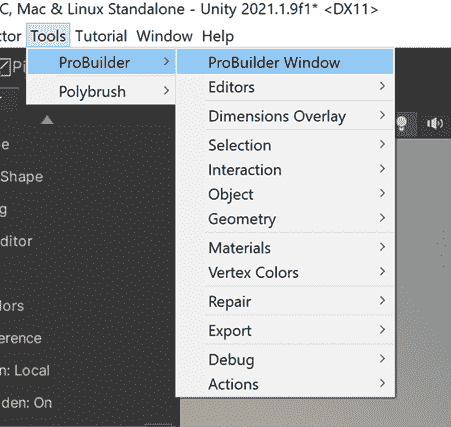 C, Mac & Linux Standalone - Unity 2021.1.9f1* <DX11>
ctor Tools Tutorial Window Help
Pi
ProBuilder > ProBuilder Window
Polybrush > Editors >
Dimensions Overlay >
e Selection >
Shape Interaction >
g Object >
ditor Geometry >
Materials >
Vertex Colors >
lors Repair >
erence Export >
n: Local Debug >
den: On Actions >